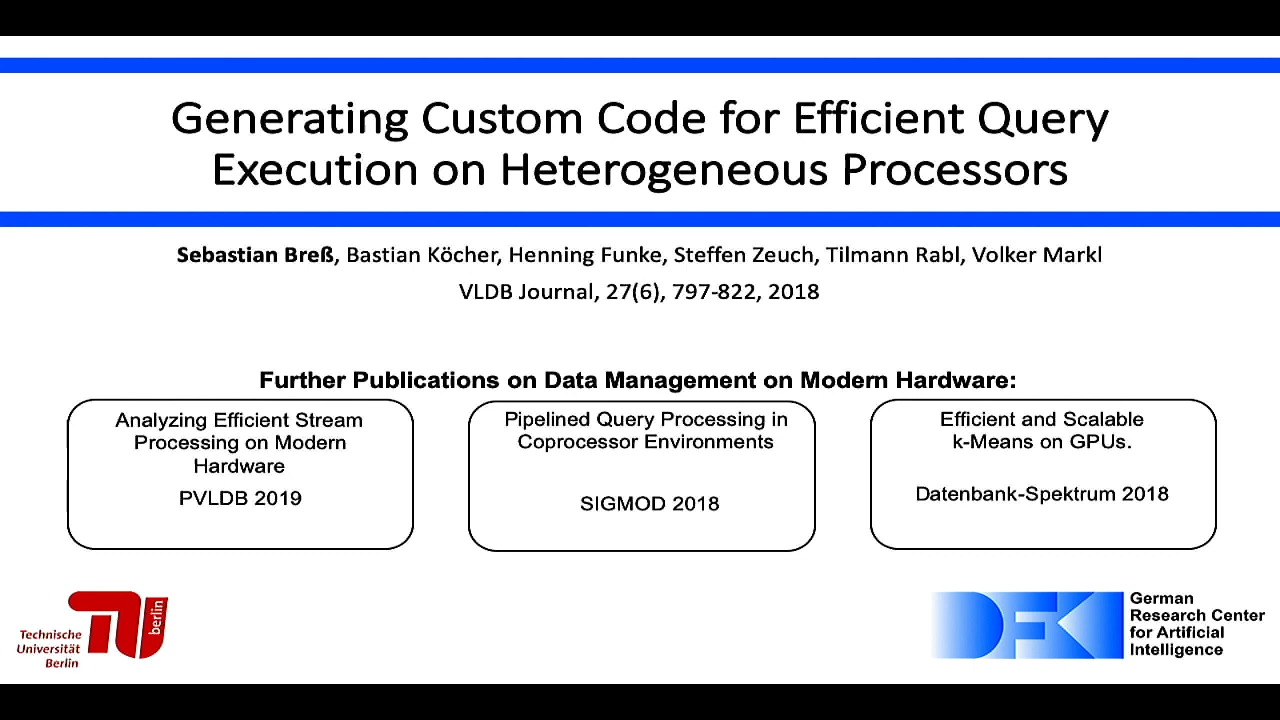 Generating Custom Code for Efficient Query
Execution on Heterogeneous Processors
Sebastian Breß, Bastian Köcher, Henning Funke, Steffen Zeuch, Tilmann Rabl, Volker Markl
VLDB Journal, 27(6), 797-822, 2018
Further Publications on Data Management on Modern Hardware:
Analyzing Efficient Stream
Processing on Modern
Hardware
PVLDB 2019
Pipelined Query Processing in
Coprocessor Environments
SIGMOD 2018
Efficient and Scalable
k-Means on GPUs.
Datenbank-Spektrum 2018
Technische
Universität
Berlin
TU
berlin
DFKI
German
Research Center
for Artificial
Intelligence